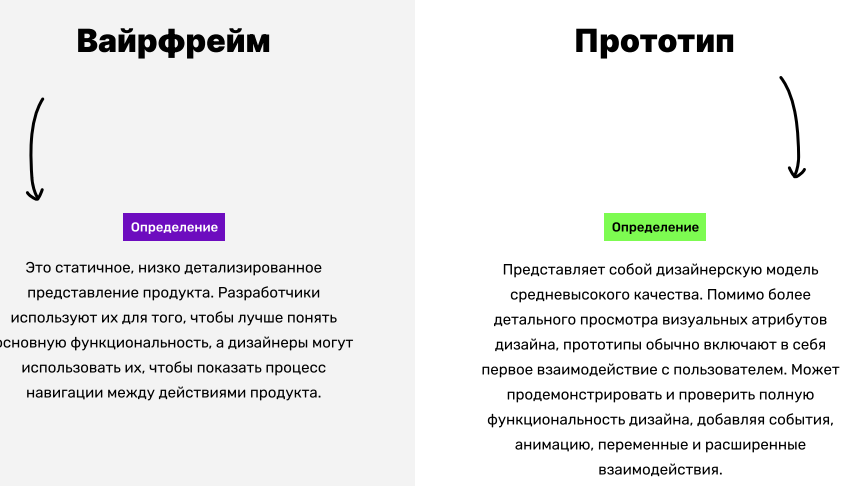 Вайрфрейм
Определение
Это статичное, низко детализированное
представление продукта. Разработчики
используют их для того, чтобы лучше понять
основную функциональность, а дизайнеры могут
использовать их, чтобы показать процесс
навигации между действиями продукта.
Прототип
Определение
Представляет собой дизайнерскую модель
средневысокого качества. Помимо более
детального просмотра визуальных атрибутов
дизайна, прототипы обычно включают в себя
первое взаимодействие с пользователем. Может
продемонстрировать и проверить полную
функциональность дизайна, добавляя события,
анимацию, переменные и расширенные
взаимодействия.